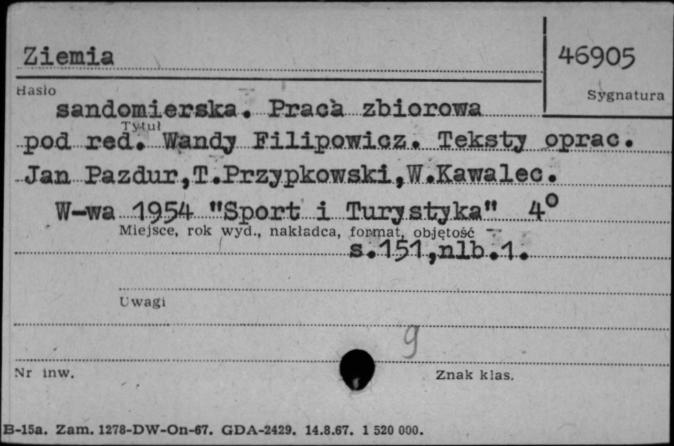 Ziemia
46905
Hasło
Sygnatura
sandomierska. Praca zbiorowa
Tytuł
pod red. Wandy Filipowicz. Teksty oprac.
Jan Pazdur,T.Przypkowski,W.Kawalec.
W-wa 1954 "Sport i Turystyka" 4°
Miejsce, rok wyd., nakładca, format, objętość
s.151,nlb.1.
Uwagi
9
Nr inw.
Znak klas.
B-15a. Zam. 1278-DW-On-67. GDA-2429. 14.8.67. 1 520 000.